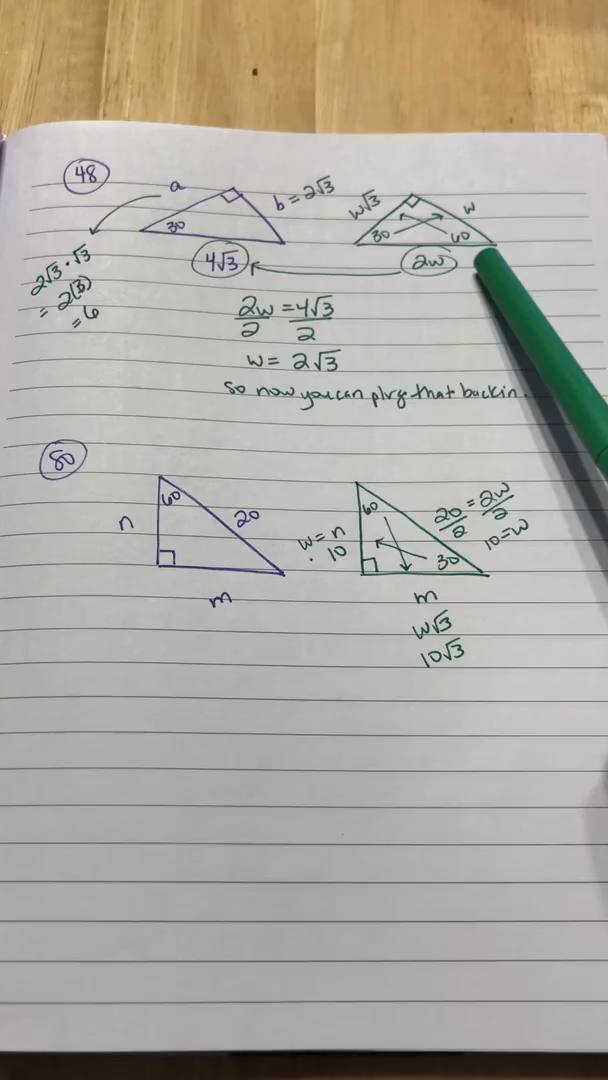 48
a
b = 2√3
30
4√3
2√3 · √3
= 2(3)
= 6
w√3
w
30
60
2w
2w = 4√3
2 2
w = 2√3
so now you can plug that back in.
80
60
n
20
m
60
w = n
10
30
20 = 2w
2 2
10 = w
m
w√3
10√3